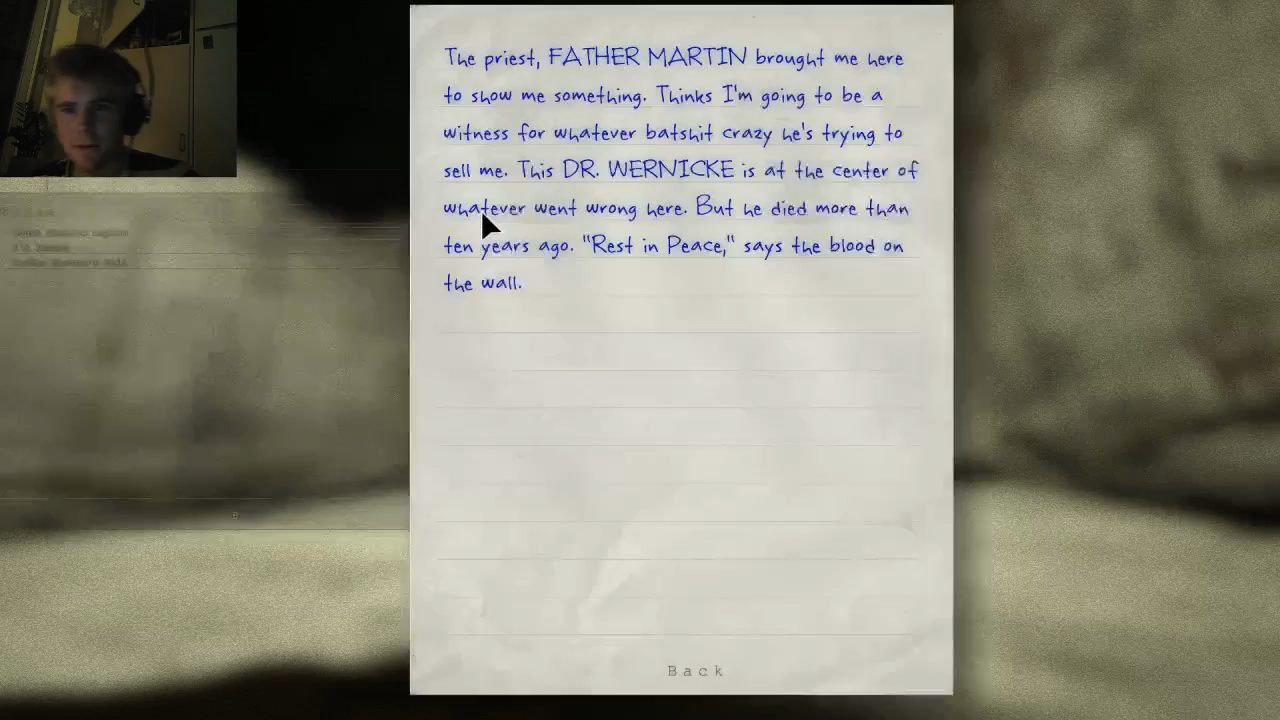 The priest, FATHER MARTIN brought me here
to show me something. Thinks I'm going to be a
witness for whatever batshit crazy he's trying to
sell me. This DR. WERNICKE is at the center of
whatever went wrong here. But he died more than
ten years ago. "Rest in Peace," says the blood on
the wall.
Back